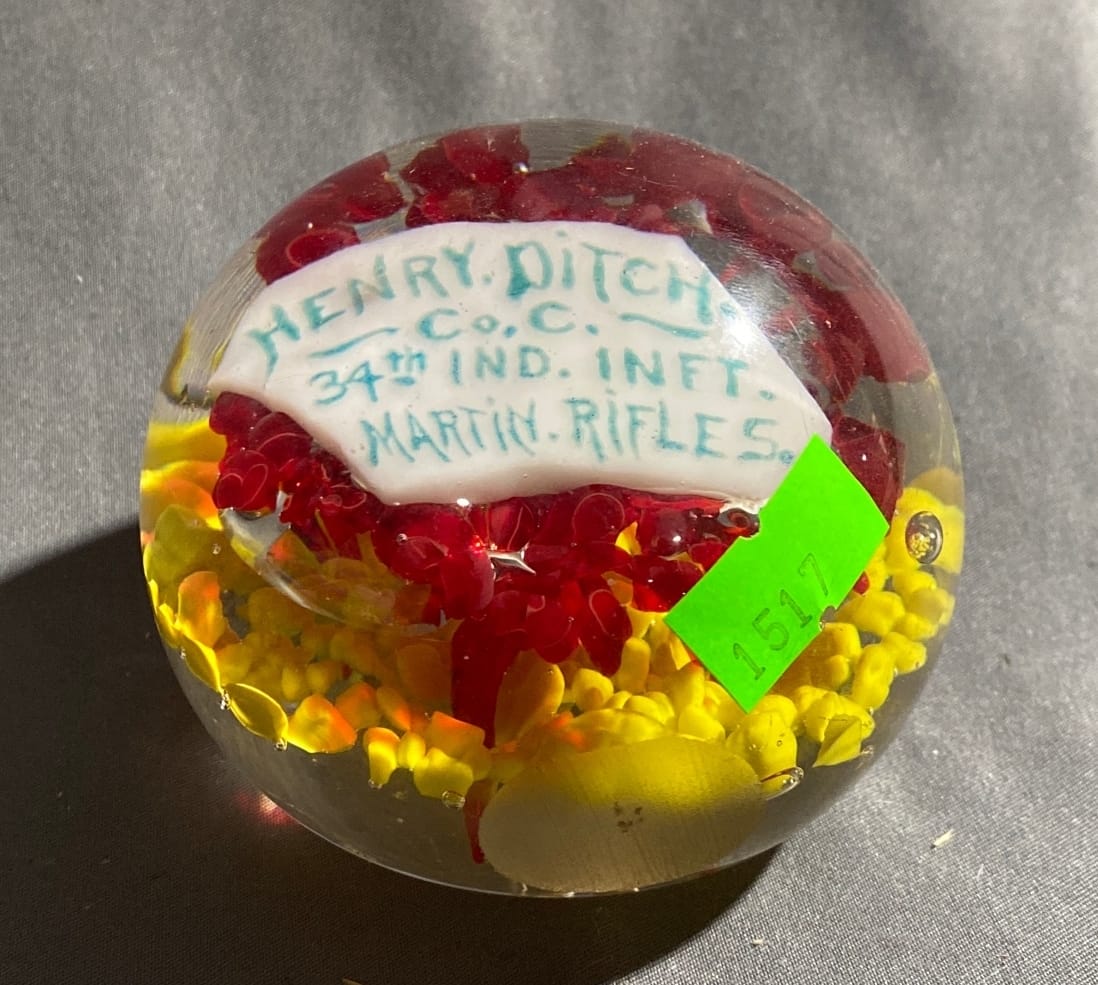 HENRY. DITCH.
Co, C.
34th IND. INFT.
MARTIN. RIFLES.
1517